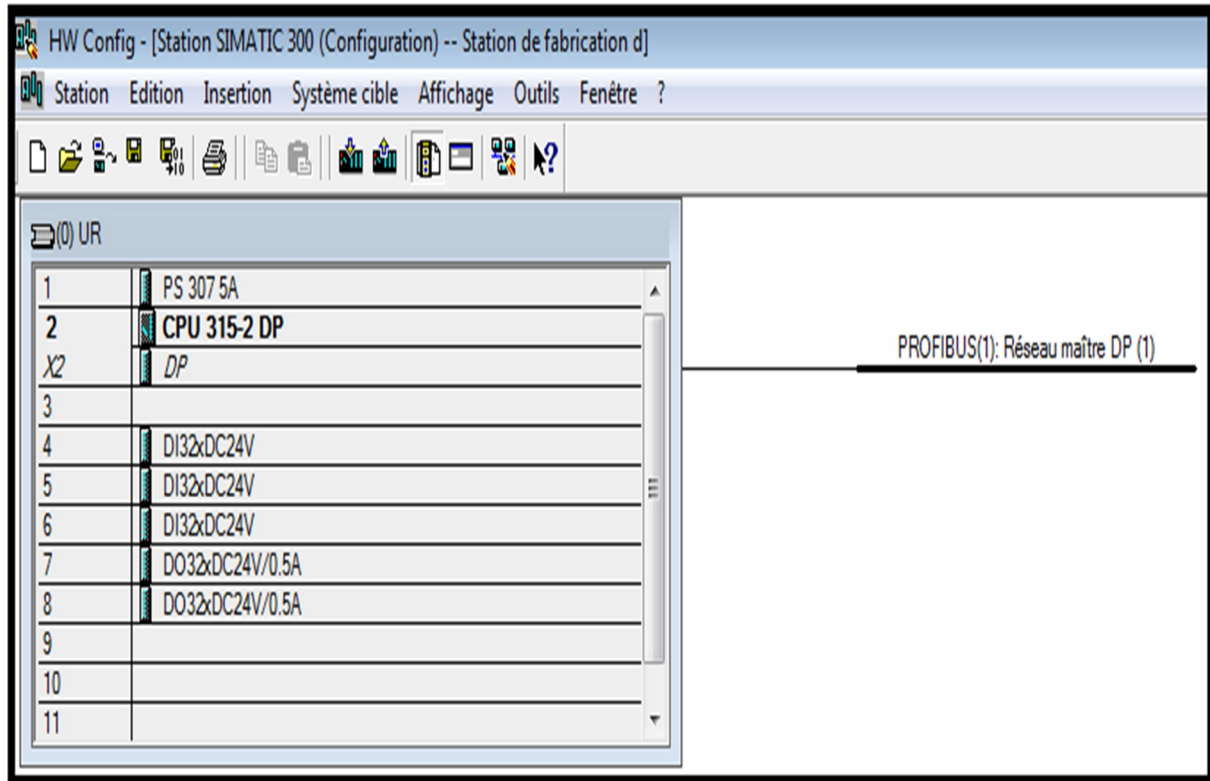 HW Config - [Station SIMATIC 300 (Configuration) -- Station de fabrication d]
Station Edition Insertion Système cible Affichage Outils Fenêtre ?
(0) UR
1 PS 307 5A
2 CPU 315-2 DP
X2 DP
PROFIBUS(1): Réseau maître DP (1)
3
4 DI32xDC24V
5 DI32xDC24V
6 DI32xDC24V
7 DO32xDC24V/0.5A
8 DO32xDC24V/0.5A
9
10
11